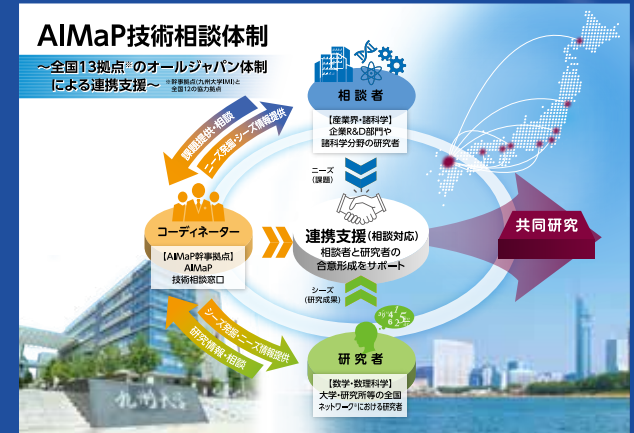 AIMaP技術相談体制
～全国13拠点※のオールジャパン体制
による連携支援～
※幹事拠点(九州大学IMI)と
全国12の協力拠点
相談者
【産業界・諸科学】
企業R&D部門や
諸科学分野の研究者
課題提供・相談
ニーズ発掘・シーズ情報提供
ニーズ
(課題)
コーディネーター
【AIMaP幹事拠点】
AIMaP
技術相談窓口
連携支援(相談対応)
相談者と研究者の
合意形成をサポート
共同研究
シーズ
(研究成果)
シーズ発掘・ニーズ情報提供
研究情報・相談
研究者
【数学・数理科学】
大学・研究所等の全国
ネットワーク※における研究者
九州大学